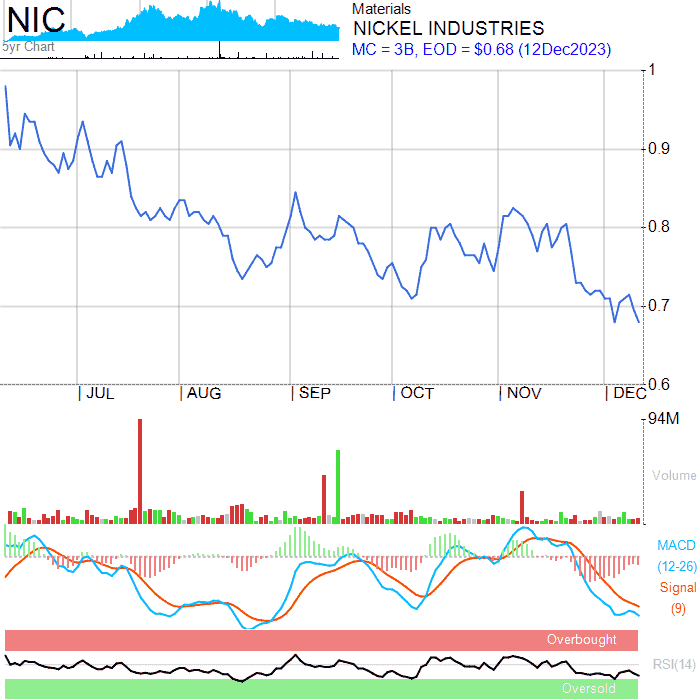 NIC
5yr Chart
Materials
NICKEL INDUSTRIES
MC = 3B, EOD = $0.68 (12Dec2023)
1
0.9
0.8
0.7
0.6
| JUL | AUG | SEP | OCT | NOV | DEC
94M
Volume
MACD
(12-26)
Signal
(9)
Overbought
RSI(14)
Oversold